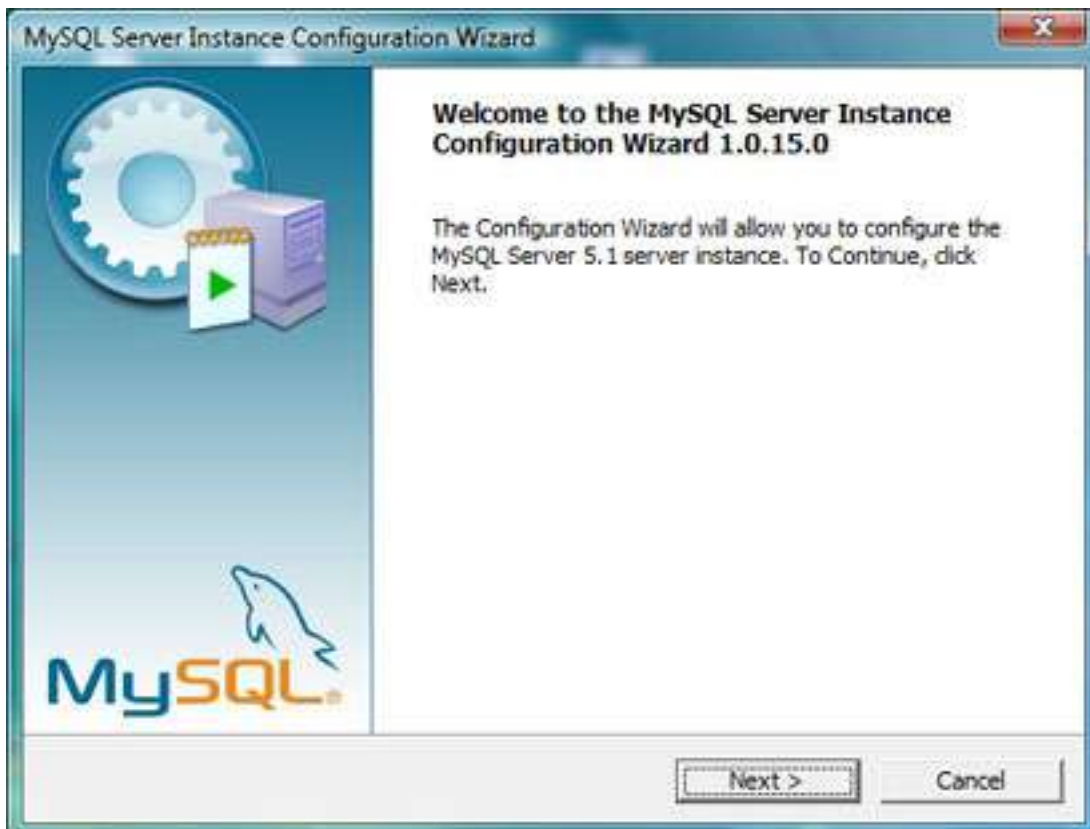 MySQL Server Instance Configuration Wizard
Welcome to the MySQL Server Instance
Configuration Wizard 1.0.15.0
The Configuration Wizard will allow you to configure the
MySQL Server 5.1 server instance. To Continue, click
Next.
MySQL®
Next >
Cancel